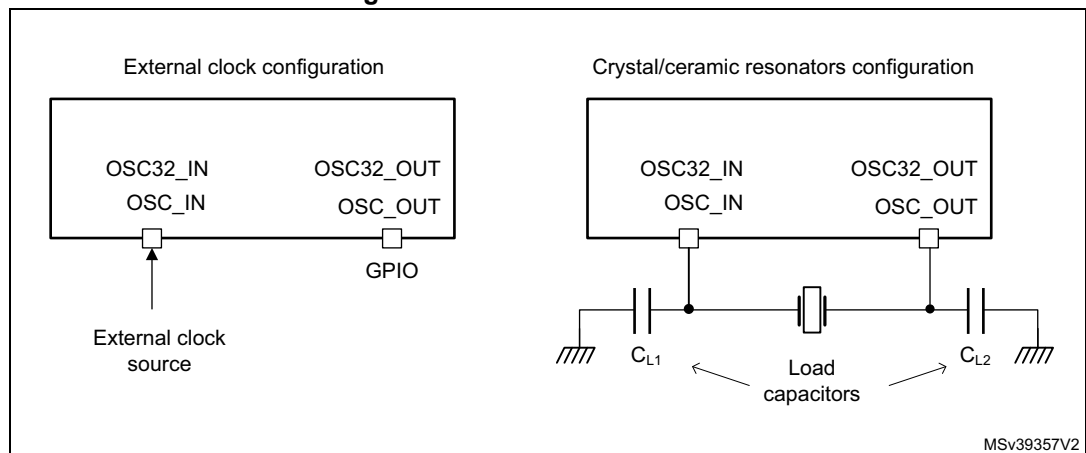 External clock configuration
OSC32_IN OSC32_OUT
OSC_IN OSC_OUT
GPIO
External clock
source
Crystal/ceramic resonators configuration
OSC32_IN OSC32_OUT
OSC_IN OSC_OUT
CL1 CL2
Load
capacitors
MSv39357V2